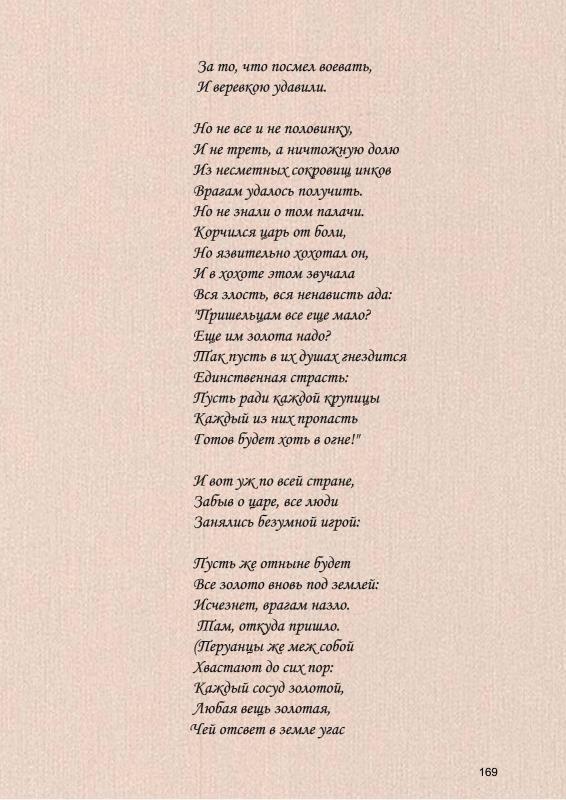 За то, что посмел воевать,
И веревкою удавили.
Но не все и не половинку,
И не треть, а ничтожную долю
Из несметных сокровищ инков
Врагам удалось получить.
Но не знали о том палачи.
Корчился царь от боли,
Но язвительно хохотал он,
И в хохоте этом звучала
Вся злость, вся ненависть ада:
"Пришельцам все еще мало?
Еще им золота надо?
Так пусть в их душах гнездится
Единственная страсть:
Пусть ради каждой крупицы
Каждый из них пропасть
Готов будет хоть в огне!"
И вот уж по всей стране,
Забыв о царе, все люди
Занялись безумной игрой:
Пусть же отныне будет
Все золото вновь под землей:
Исчезнет, врагам назло.
Там, откуда пришло.
(Перуанцы же меж собой
Хвастают до сих пор:
Каждый сосуд золотой,
Любая вещь золотая,
Чей отсвет в земле угас
169